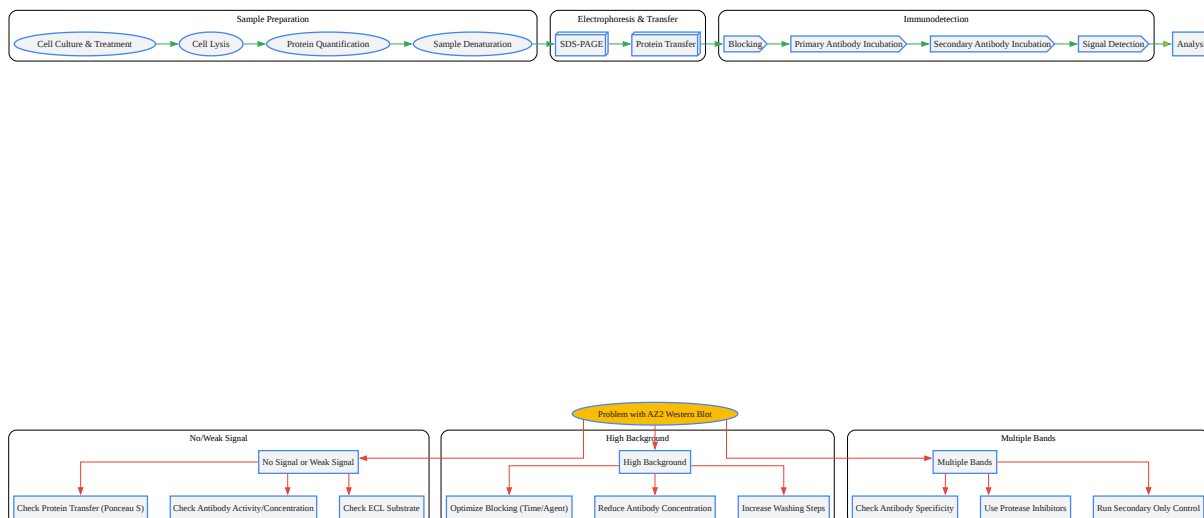 Sample Preparation
Electrophoresis & Transfer
Immunodetection
Cell Culture & Treatment
Cell Lysis
Protein Quantification
Sample Denaturation
SDS-PAGE
Protein Transfer
Blocking
Primary Antibody Incubation
Secondary Antibody Incubation
Signal Detection
Analys
Problem with AZ2 Western Blot
No/Weak Signal
High Background
Multiple Bands
No Signal or Weak Signal
High Background
Multiple Bands
Check Protein Transfer (Ponceau S)
Check Antibody Activity/Concentration
Check ECL Substrate
Optimize Blocking (Time/Agent)
Reduce Antibody Concentration
Increase Washing Steps
Check Antibody Specificity
Use Protease Inhibitors
Run Secondary Only Control